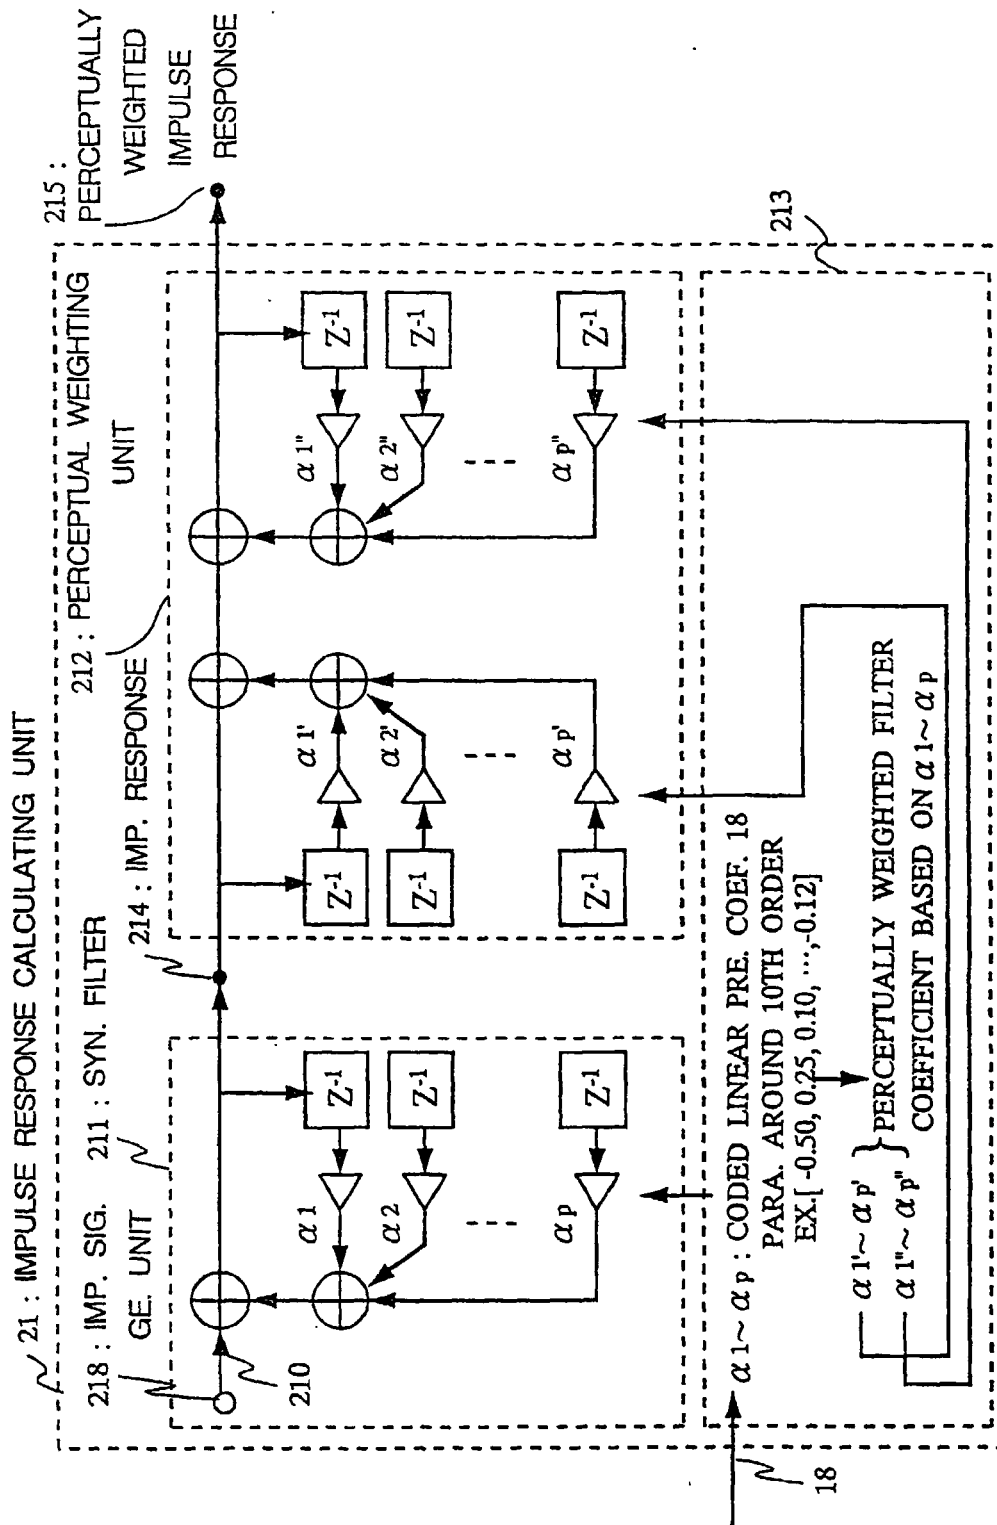 21 : IMPULSE RESPONSE CALCULATING UNIT
218 : IMP. SIG.
GE. UNIT
211 : SYN. FILTER
214 : IMP. RESPONSE
212 : PERCEPTUAL WEIGHTING
UNIT
215 :
PERCEPTUALLY
WEIGHTED
IMPULSE
RESPONSE
210
α1
α2
αp
Z-1
Z-1
Z-1
Z-1
Z-1
Z-1
α1'
α2'
αp'
α1"
α2"
αp"
Z-1
Z-1
Z-1
213
18
α1~αp : CODED LINEAR PRE. COEF. 18
PARA. AROUND 10TH ORDER
EX.[ -0.50, 0.25, 0.10, ···,-0.12]
α1'~αp'
α1"~αp"
} PERCEPTUALLY WEIGHTED FILTER
COEFFICIENT BASED ON α1~αp